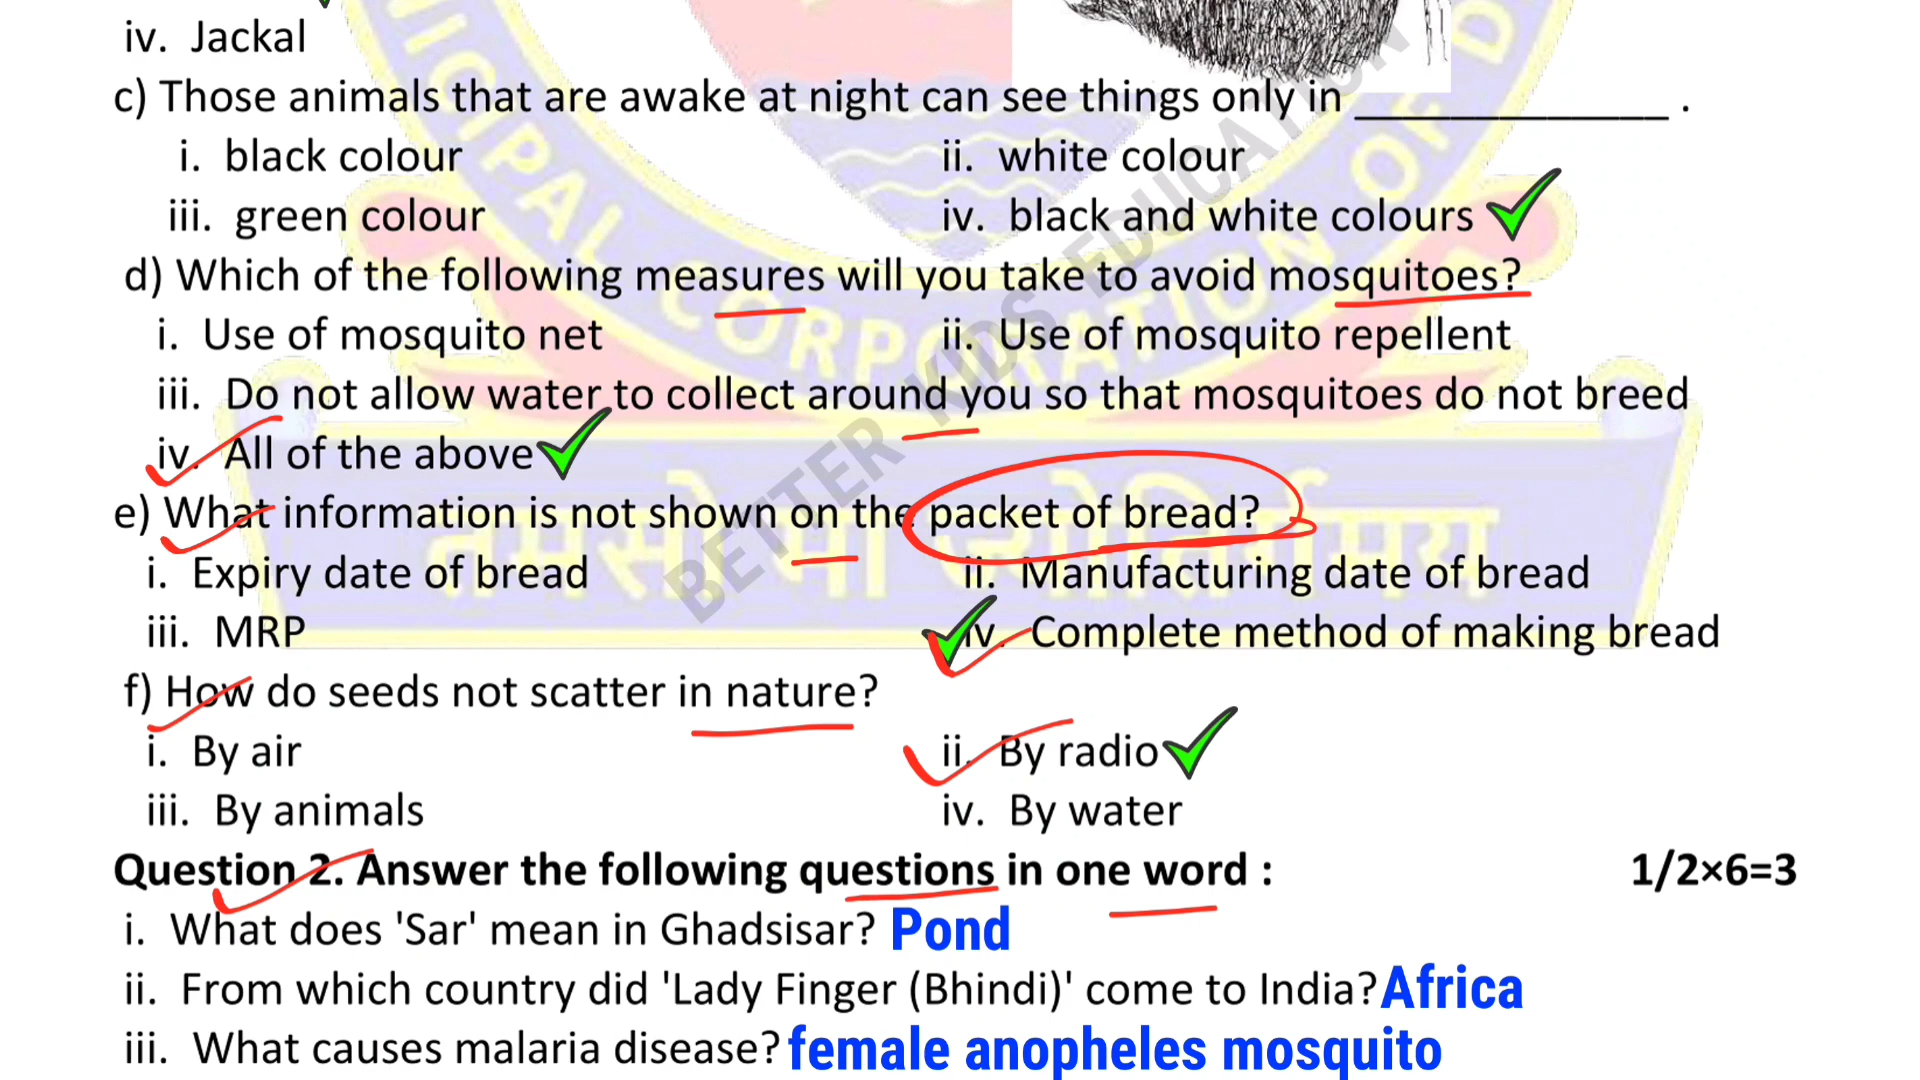 iv. Jackal
c) Those animals that are awake at night can see things only in _____________ .
i. black colour ii. white colour
iii. green colour iv. black and white colours
d) Which of the following measures will you take to avoid mosquitoes?
i. Use of mosquito net ii. Use of mosquito repellent
iii. Do not allow water to collect around you so that mosquitoes do not breed
iv. All of the above
e) What information is not shown on the packet of bread?
i. Expiry date of bread ii. Manufacturing date of bread
iii. MRP iv. Complete method of making bread
f) How do seeds not scatter in nature?
i. By air ii. By radio
iii. By animals iv. By water
Question 2. Answer the following questions in one word : 1/2×6=3
i. What does 'Sar' mean in Ghadsisar? Pond
ii. From which country did 'Lady Finger (Bhindi)' come to India? Africa
iii. What causes malaria disease? female anopheles mosquito
BETTER KIDS EDUCATION
CORPORATION OF D
तमसो मा ज्योतिर्गमय